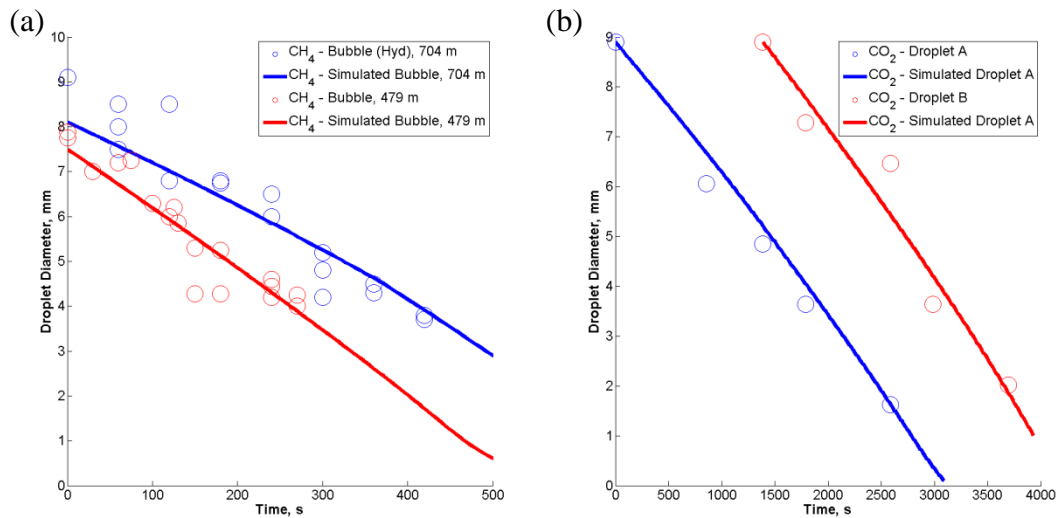 (a)
10
9
8
7
6
5
4
3
2
1
0
Droplet Diameter, mm
0 100 200 300 400 500
Time, s
CH4 - Bubble (Hyd), 704 m
CH4 - Simulated Bubble, 704 m
CH4 - Bubble, 479 m
CH4 - Simulated Bubble, 479 m
(b)
9
8
7
6
5
4
3
2
1
0
Droplet Diameter, mm
0 500 1000 1500 2000 2500 3000 3500 4000
Time, s
CO2 - Droplet A
CO2 - Simulated Droplet A
CO2 - Droplet B
CO2 - Simulated Droplet A